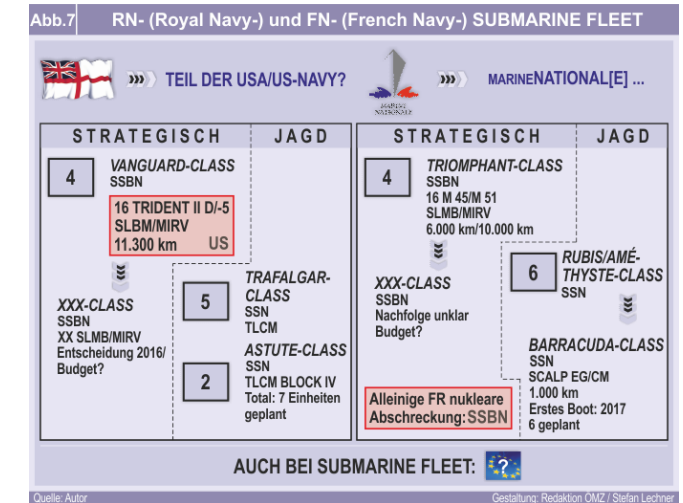 Abb.7 RN- (Royal Navy-) und FN- (French Navy-) SUBMARINE FLEET
TEIL DER USA/US-NAVY?
MARINE NATIONALE
MARINENATIONAL[E] ...
STRATEGISCH
JAGD
4
VANGUARD-CLASS
SSBN
16 TRIDENT II D/-5
SLBM/MIRV
11.300 km US
XXX-CLASS
SSBN
XX SLMB/MIRV
Entscheidung 2016/
Budget?
5
TRAFALGAR-
CLASS
SSN
TLCM
2
ASTUTE-CLASS
SSN
TLCM BLOCK IV
Total: 7 Einheiten
geplant
STRATEGISCH
JAGD
4
TRIOMPHANT-CLASS
SSBN
16 M 45/M 51
SLMB/MIRV
6.000 km/10.000 km
XXX-CLASS
SSBN
Nachfolge unklar
Budget?
Alleinige FR nukleare
Abschreckung: SSBN
6
RUBIS/AMÉ-
THYSTE-CLASS
SSN
BARRACUDA-CLASS
SSN
SCALP EG/CM
1.000 km
Erstes Boot: 2017
6 geplant
AUCH BEI SUBMARINE FLEET: ?
Quelle: Autor
Gestaltung: Redaktion ÖMZ / Stefan Lechner